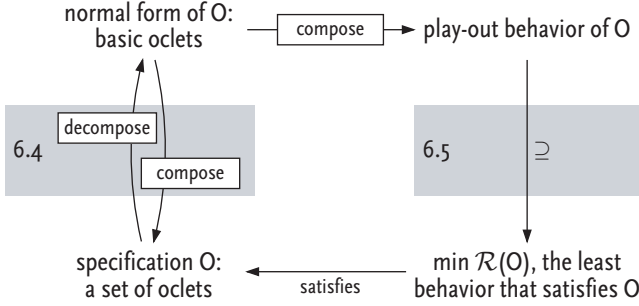 normal form of O:
basic oclets
compose
play-out behavior of O
decompose
6.4
compose
6.5
⊇
specification O:
a set of oclets
satisfies
min R(O), the least
behavior that satisfies O